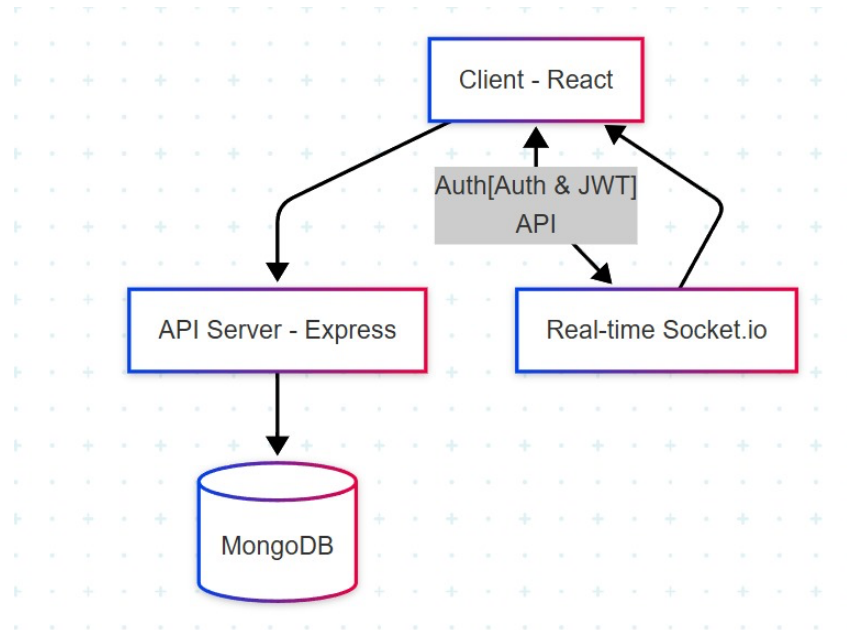 Client - React
Auth[Auth & JWT]
API
API Server - Express
Real-time Socket.io
MongoDB